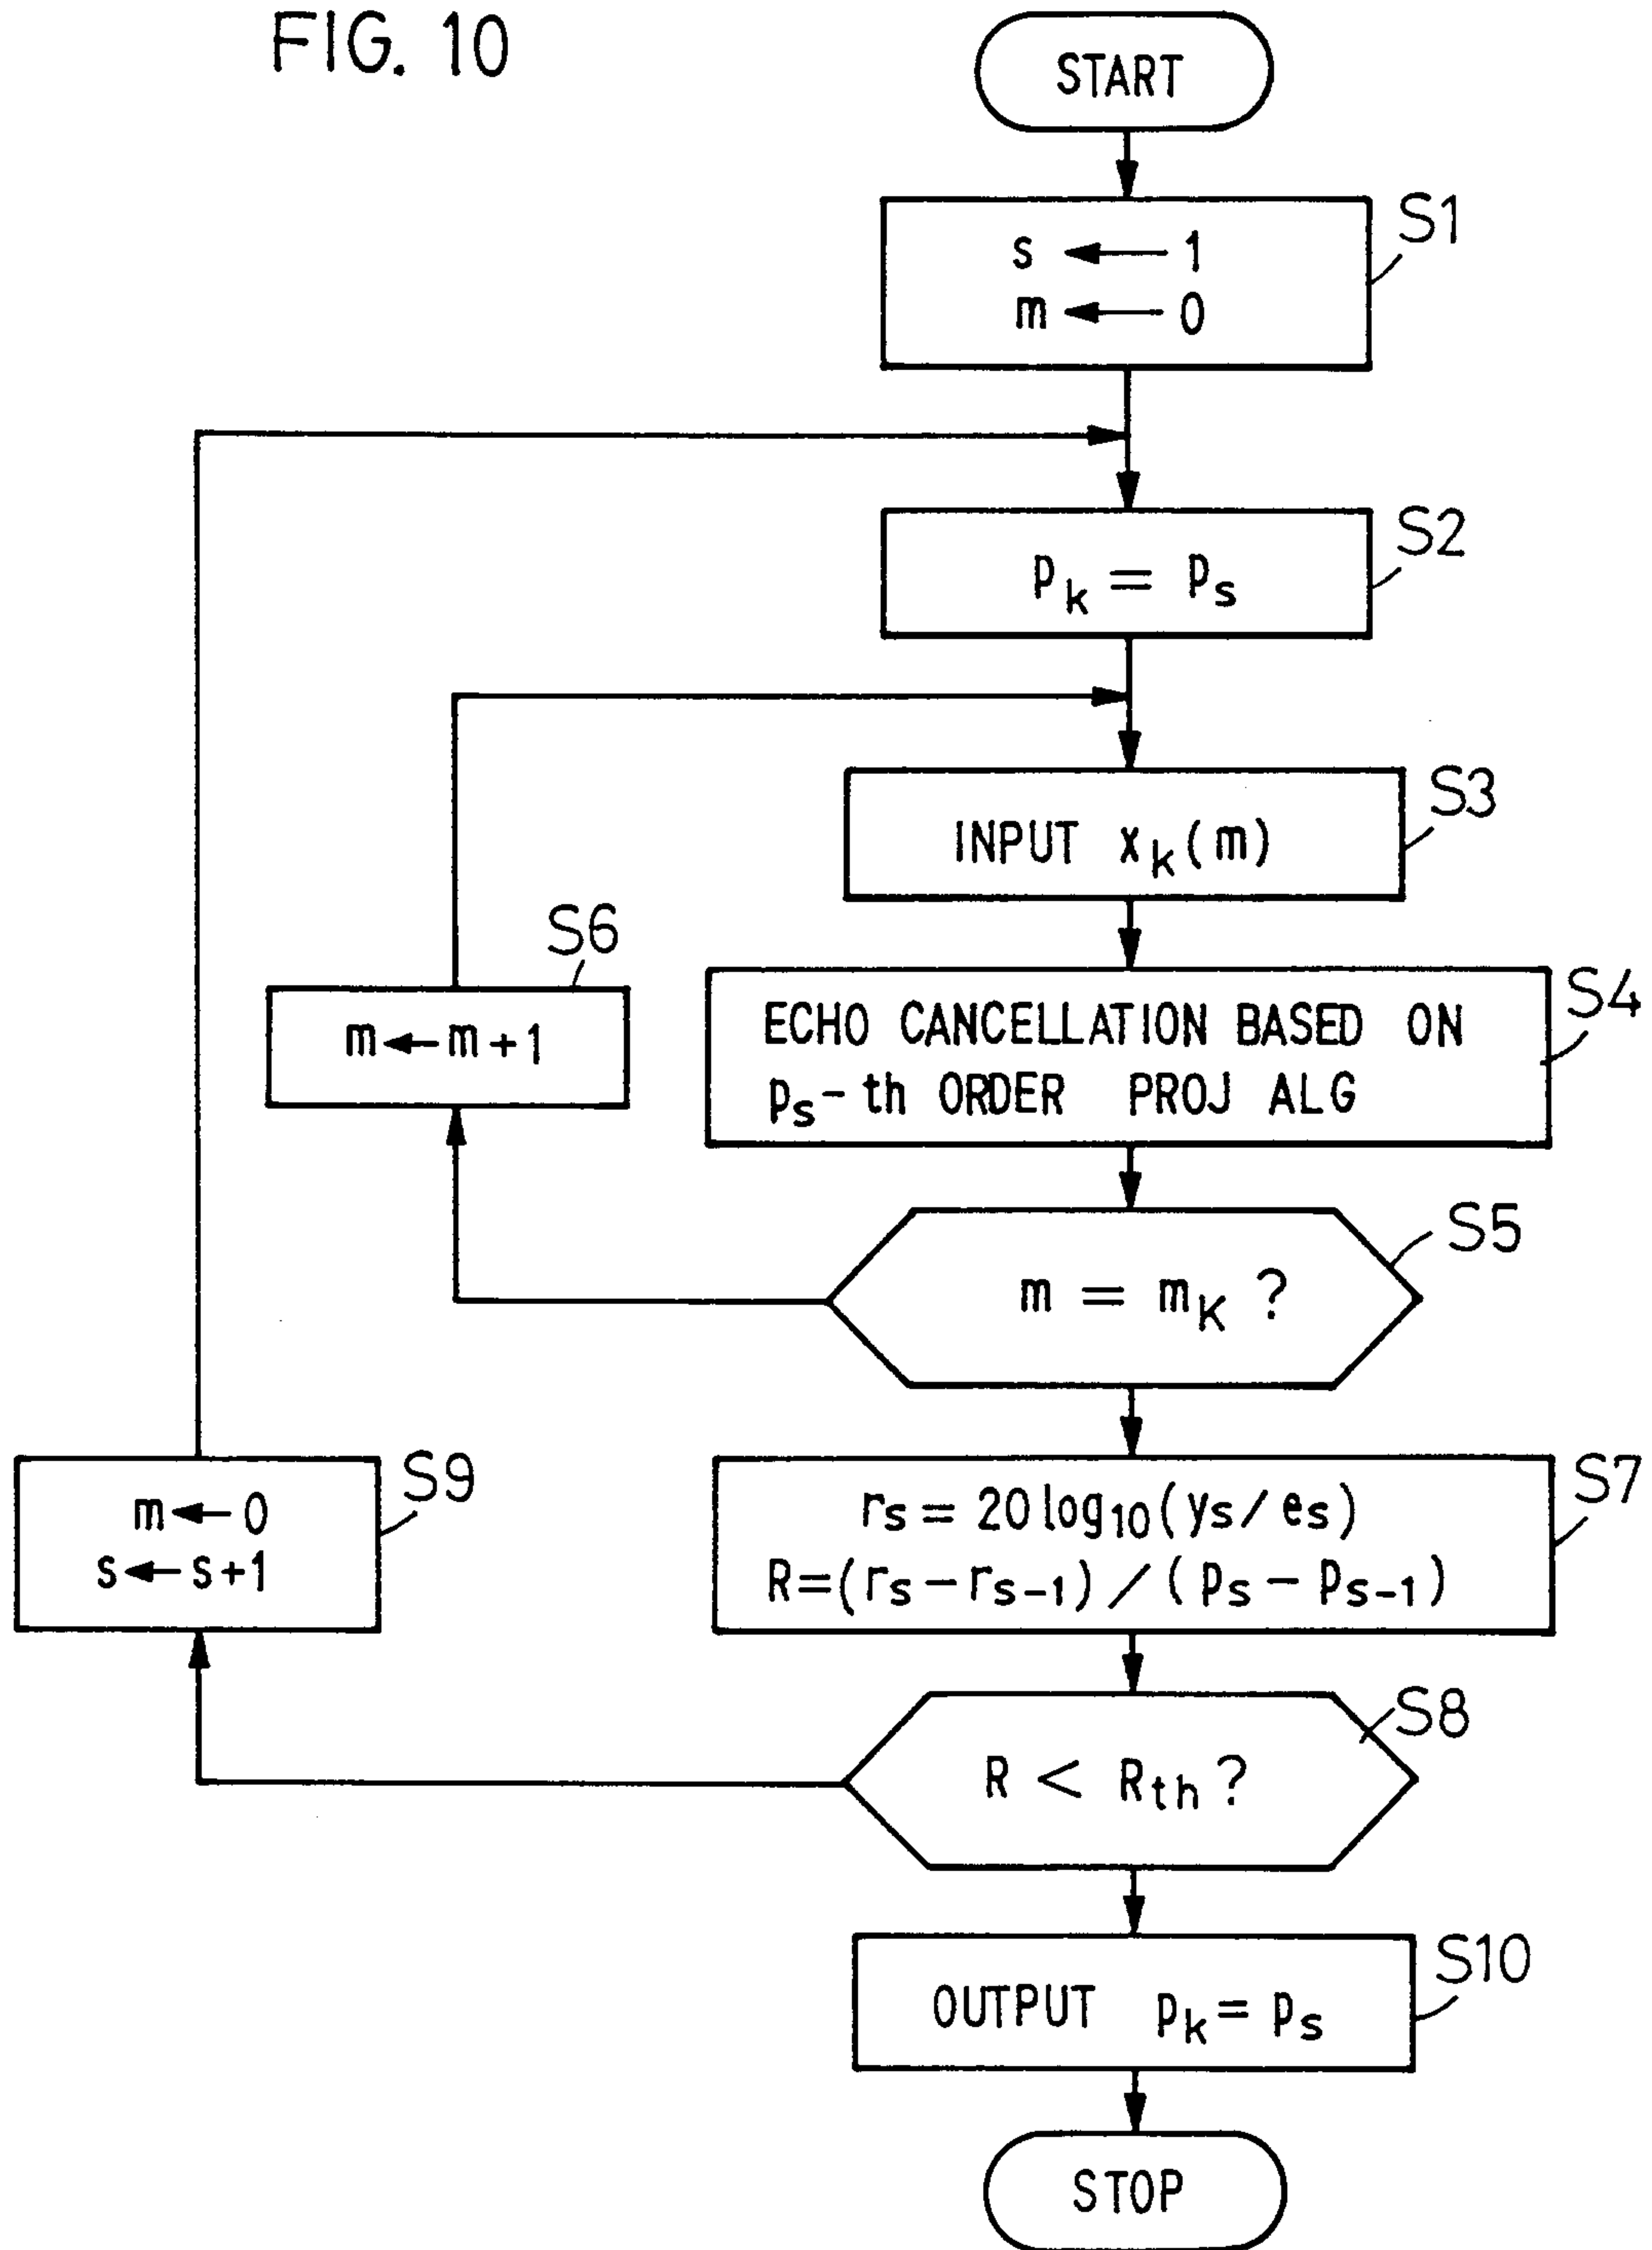 FIG. 10
START
S1
s ← 1
m ← 0
S2
pk = ps
S3
INPUT xk(m)
S6
m←m+1
S4
ECHO CANCELLATION BASED ON
ps-th ORDER PROJ ALG
S5
m = mK ?
S9
m←0
s←s+1
S7
rs = 20 log10(ys/es)
R=(rs−rs−1)/(ps−ps−1)
S8
R < Rth?
S10
OUTPUT pk = ps
STOP